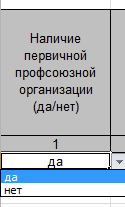 Наличие
первичной
профсоюзной
организации
(да/нет)
1
да
да
нет